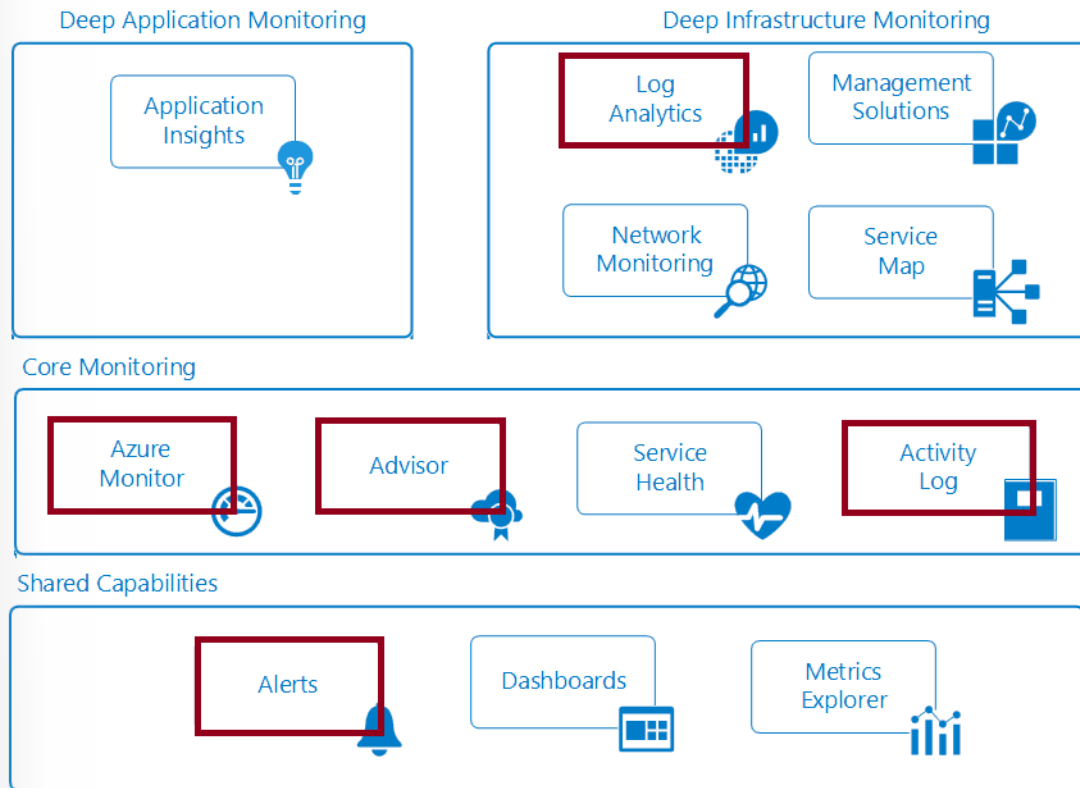 Deep Application Monitoring
Deep Infrastructure Monitoring
Application
Insights
Log
Analytics
Management
Solutions
Network
Monitoring
Service
Map
Core Monitoring
Azure
Monitor
Advisor
Service
Health
Activity
Log
Shared Capabilities
Alerts
Dashboards
Metrics
Explorer